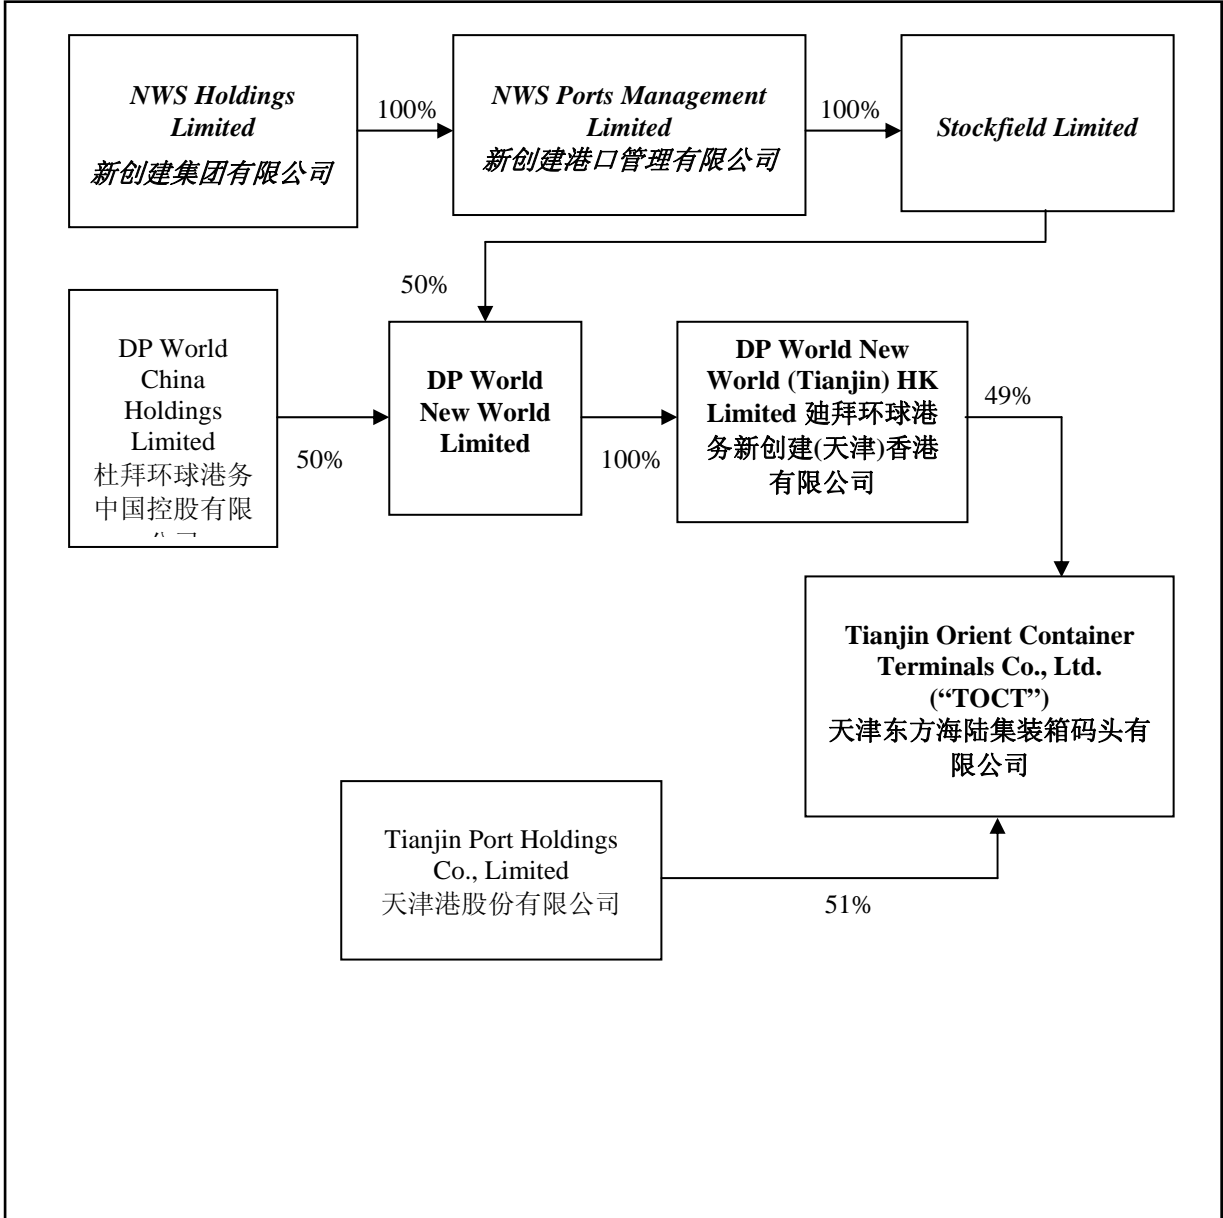 NWS Holdings
Limited
新创建集团有限公司
100%
NWS Ports Management
Limited
新创建港口管理有限公司
100%
Stockfield Limited
50%
DP World
China
Holdings
Limited
杜拜环球港务
中国控股有限
50%
DP World
New World
Limited
100%
DP World New
World (Tianjin) HK
Limited 廸拜环球港
务新创建(天津)香港
有限公司
49%
Tianjin Orient Container
Terminals Co., Ltd.
(“TOCT”)
天津东方海陆集装箱码头有
限公司
Tianjin Port Holdings
Co., Limited
天津港股份有限公司
51%